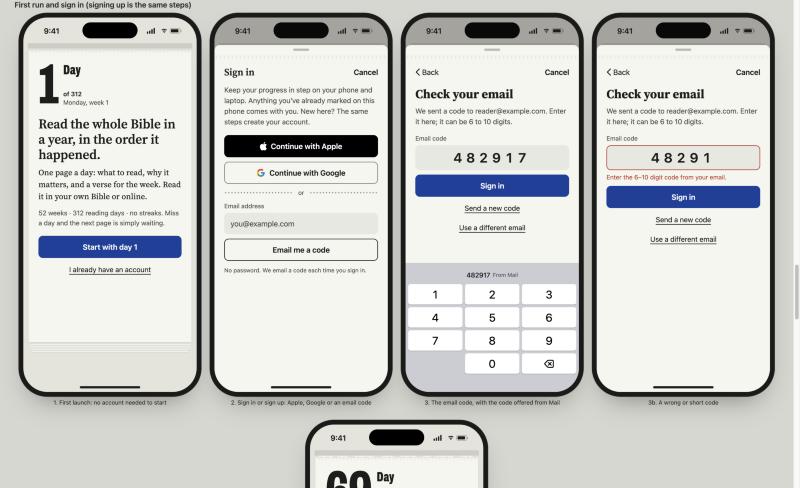 First run and sign in (signing up is the same steps)
9:41
1 Day
of 312
Monday, week 1
Read the whole Bible in
a year, in the order it
happened.
One page a day: what to read, why it
matters, and a verse for the week. Read
it in your own Bible or online.
52 weeks · 312 reading days · no streaks. Miss
a day and the next page is simply waiting.
Start with day 1
I already have an account
1. First launch: no account needed to start
9:41
Sign in
Cancel
Keep your progress in step on your phone and
laptop. Anything you've already marked on this
phone comes with you. New here? The same
steps create your account.
Continue with Apple
Continue with Google
or
Email address
you@example.com
Email me a code
No password. We email a code each time you sign in.
2. Sign in or sign up: Apple, Google or an email code
9:41
Back
Cancel
Check your email
We sent a code to reader@example.com. Enter
it here; it can be 6 to 10 digits.
Email code
482917
Sign in
Send a new code
Use a different email
482917 From Mail
1 2 3
4 5 6
7 8 9
0
3. The email code, with the code offered from Mail
9:41
Back
Cancel
Check your email
We sent a code to reader@example.com. Enter
it here; it can be 6 to 10 digits.
Email code
48291
Enter the 6–10 digit code from your email.
Sign in
Send a new code
Use a different email
3b. A wrong or short code
9:41
69 Day